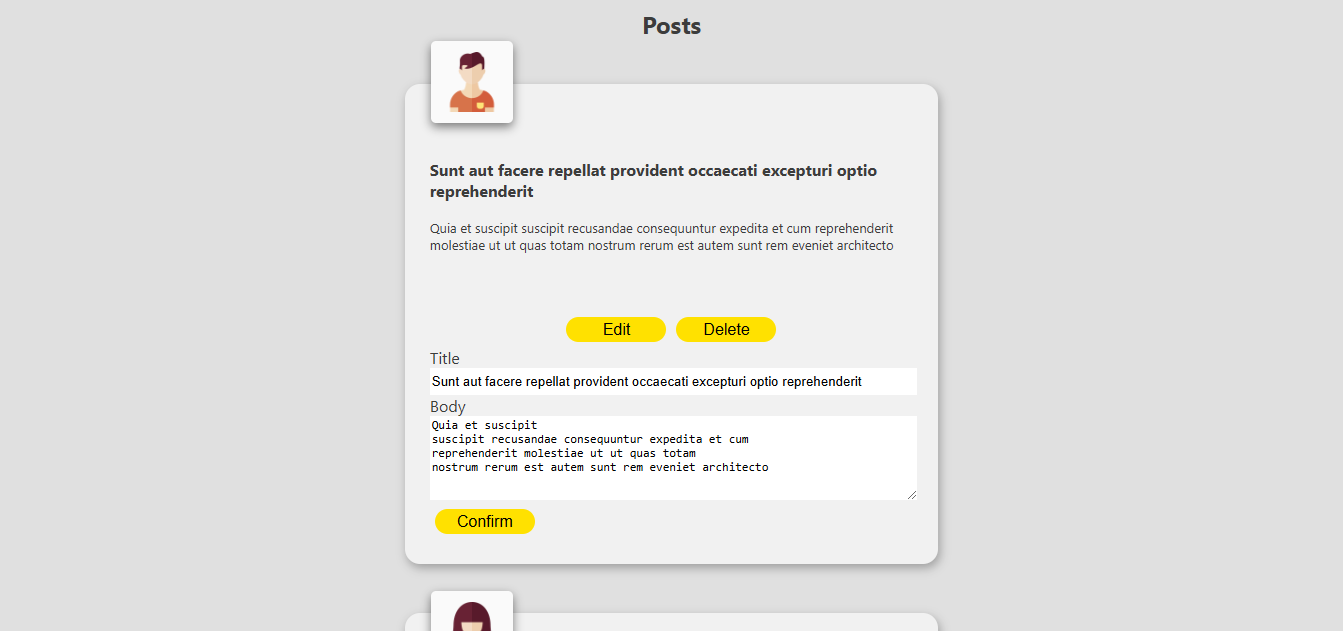 Posts
Sunt aut facere repellat provident occaecati excepturi optio
reprehenderit
Quia et suscipit suscipit recusandae consequuntur expedita et cum reprehenderit
molestiae ut ut quas totam nostrum rerum est autem sunt rem eveniet architecto
Edit Delete
Title
Sunt aut facere repellat provident occaecati excepturi optio reprehenderit
Body
Quia et suscipit
suscipit recusandae consequuntur expedita et cum
reprehenderit molestiae ut ut quas totam
nostrum rerum est autem sunt rem eveniet architecto
Confirm